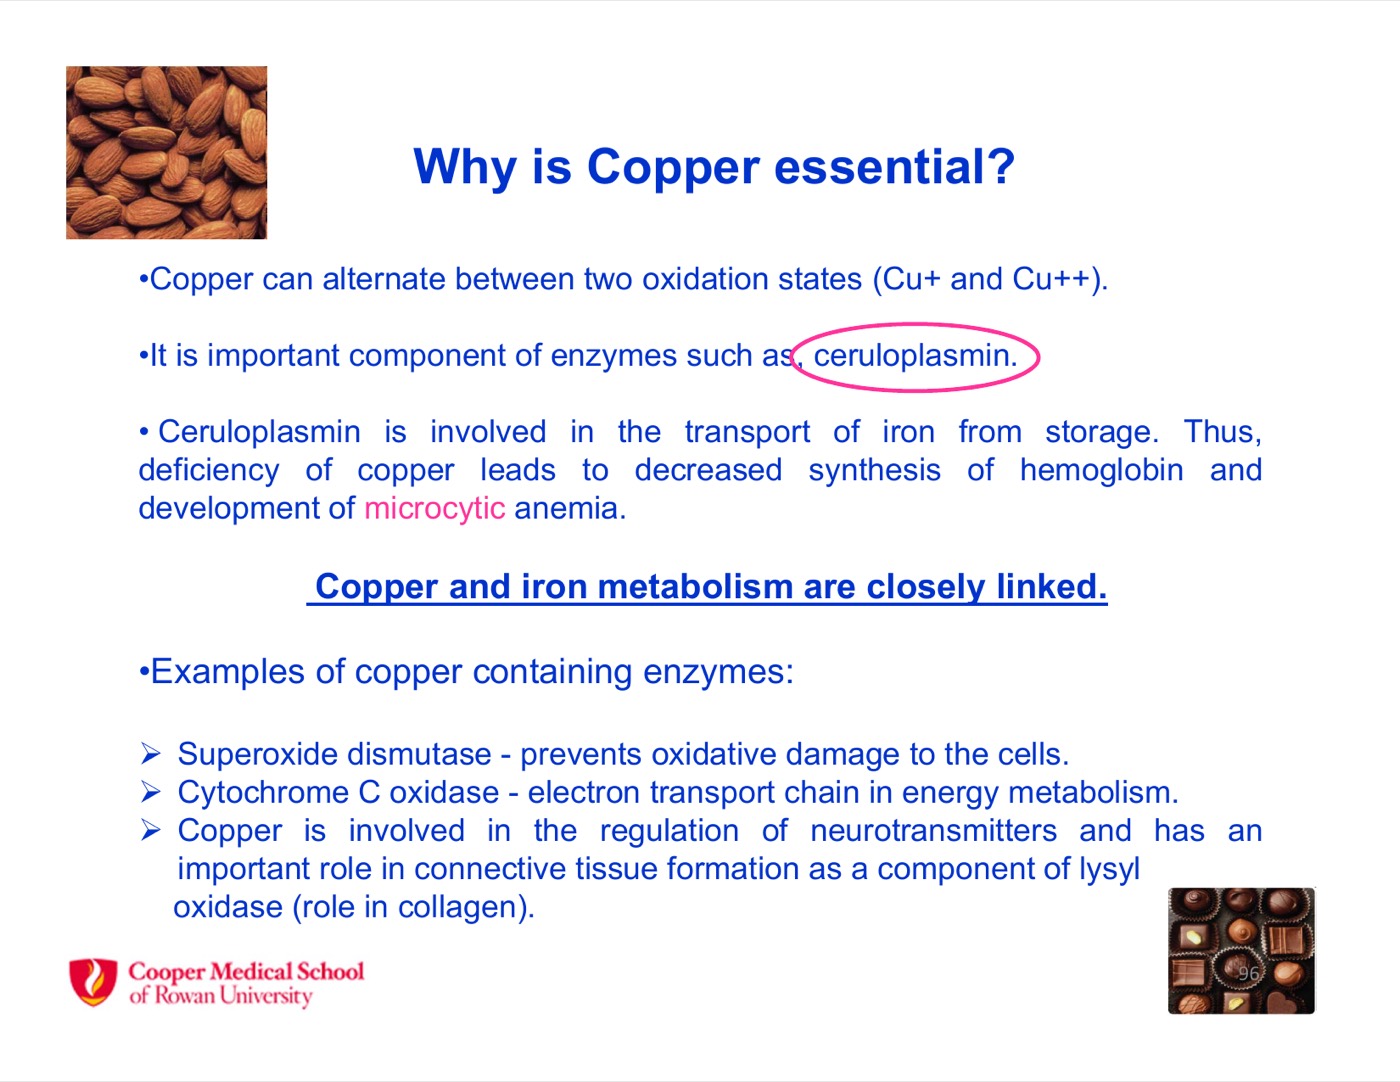 Why is Copper essential?
•Copper can alternate between two oxidation states (Cu+ and Cu++).
•It is important component of enzymes such as, ceruloplasmin.
• Ceruloplasmin is involved in the transport of iron from storage. Thus,
deficiency of copper leads to decreased synthesis of hemoglobin and
development of microcytic anemia.
Copper and iron metabolism are closely linked.
•Examples of copper containing enzymes:
➢ Superoxide dismutase - prevents oxidative damage to the cells.
➢ Cytochrome C oxidase - electron transport chain in energy metabolism.
➢ Copper is involved in the regulation of neurotransmitters and has an
important role in connective tissue formation as a component of lysyl
oxidase (role in collagen).
Cooper Medical School
of Rowan University
96